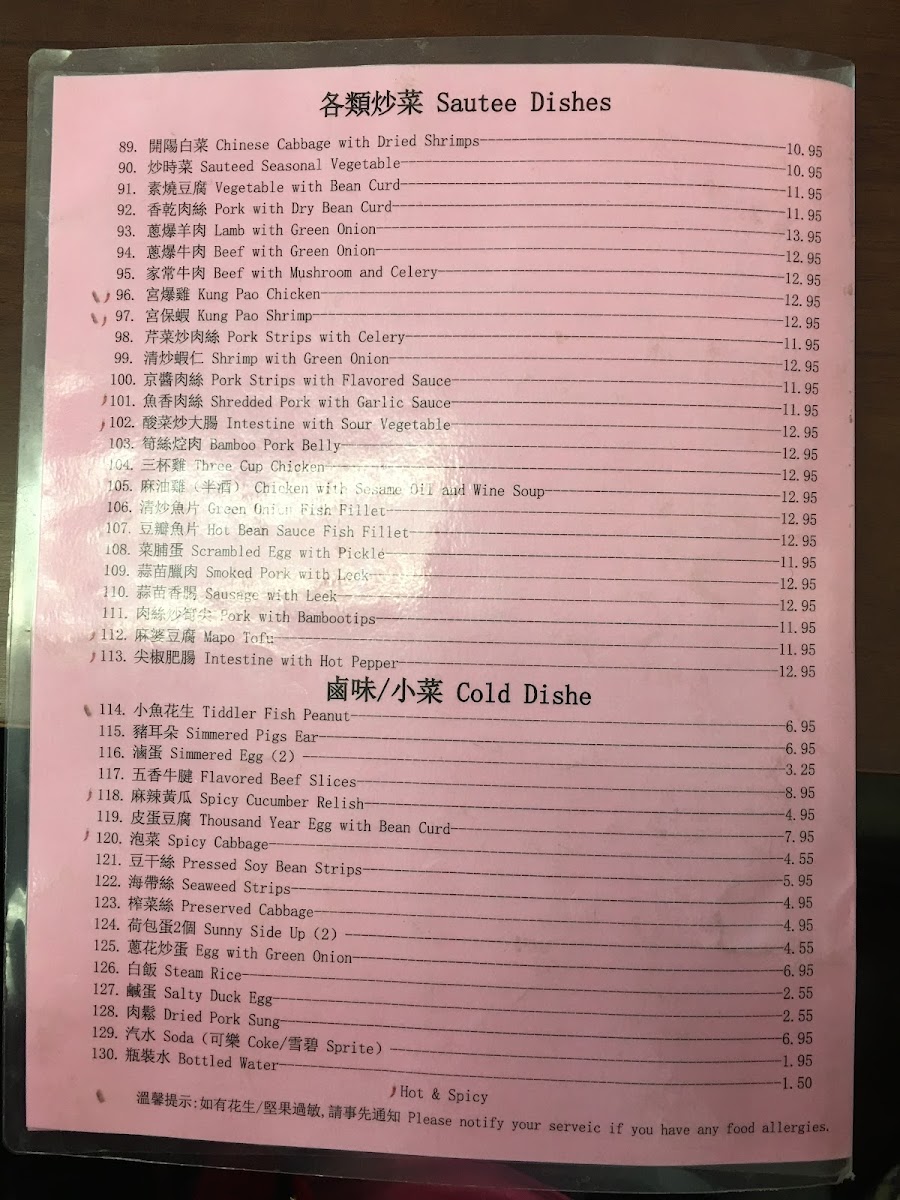 各類炒菜 Sautee Dishes
89. 開陽白菜 Chinese Cabbage with Dried Shrimps 10.95
90. 炒時菜 Sauteed Seasonal Vegetable 10.95
91. 素燒豆腐 Vegetable with Bean Curd 11.95
92. 香乾肉絲 Pork with Dry Bean Curd 11.95
93. 蔥爆羊肉 Lamb with Green Onion 13.95
94. 蔥爆牛肉 Beef with Green Onion 12.95
95. 家常牛肉 Beef with Mushroom and Celery 12.95
96. 宮爆雞 Kung Pao Chicken 12.95
97. 宮保蝦 Kung Pao Shrimp 12.95
98. 芹菜炒肉絲 Pork Strips with Celery 11.95
99. 清炒蝦仁 Shrimp with Green Onion 12.95
100. 京醬肉絲 Pork Strips with Flavored Sauce 11.95
101. 魚香肉絲 Shredded Pork with Garlic Sauce 11.95
102. 酸菜炒大腸 Intestine with Sour Vegetable 12.95
103. 筍絲焢肉 Bamboo Pork Belly 12.95
104. 三杯雞 Three Cup Chicken 12.95
105. 麻油雞（半酒） Chicken with Sesame Oil and Wine Soup 12.95
106. 清炒魚片 Green Onion Fish Fillet 12.95
107. 豆瓣魚片 Hot Bean Sauce Fish Fillet 12.95
108. 菜脯蛋 Scrambled Egg with Pickle 11.95
109. 蒜苗臘肉 Smoked Pork with Leek 12.95
110. 蒜苗香腸 Sausage with Leek 12.95
111. 肉絲炒筍尖 Pork with Bambootips 11.95
112. 麻婆豆腐 Mapo Tofu 11.95
113. 尖椒肥腸 Intestine with Hot Pepper 12.95
鹵味/小菜 Cold Dishe
114. 小魚花生 Tiddler Fish Peanut 6.95
115. 豬耳朵 Simmered Pigs Ear 6.95
116. 滷蛋 Simmered Egg（2） 3.25
117. 五香牛腱 Flavored Beef Slices 8.95
118. 麻辣黃瓜 Spicy Cucumber Relish 4.95
119. 皮蛋豆腐 Thousand Year Egg with Bean Curd 7.95
120. 泡菜 Spicy Cabbage 4.55
121. 豆干絲 Pressed Soy Bean Strips 5.95
122. 海帶絲 Seaweed Strips 4.95
123. 榨菜絲 Preserved Cabbage 4.95
124. 荷包蛋2個 Sunny Side Up（2） 4.55
125. 蔥花炒蛋 Egg with Green Onion 6.95
126. 白飯 Steam Rice 2.55
127. 鹹蛋 Salty Duck Egg 2.55
128. 肉鬆 Dried Pork Sung 6.95
129. 汽水 Soda（可樂 Coke/雪碧 Sprite） 1.95
130. 瓶裝水 Bottled Water 1.50
Hot & Spicy
溫馨提示:如有花生/堅果過敏,請事先通知 Please notify your serveic if you have any food allergies.